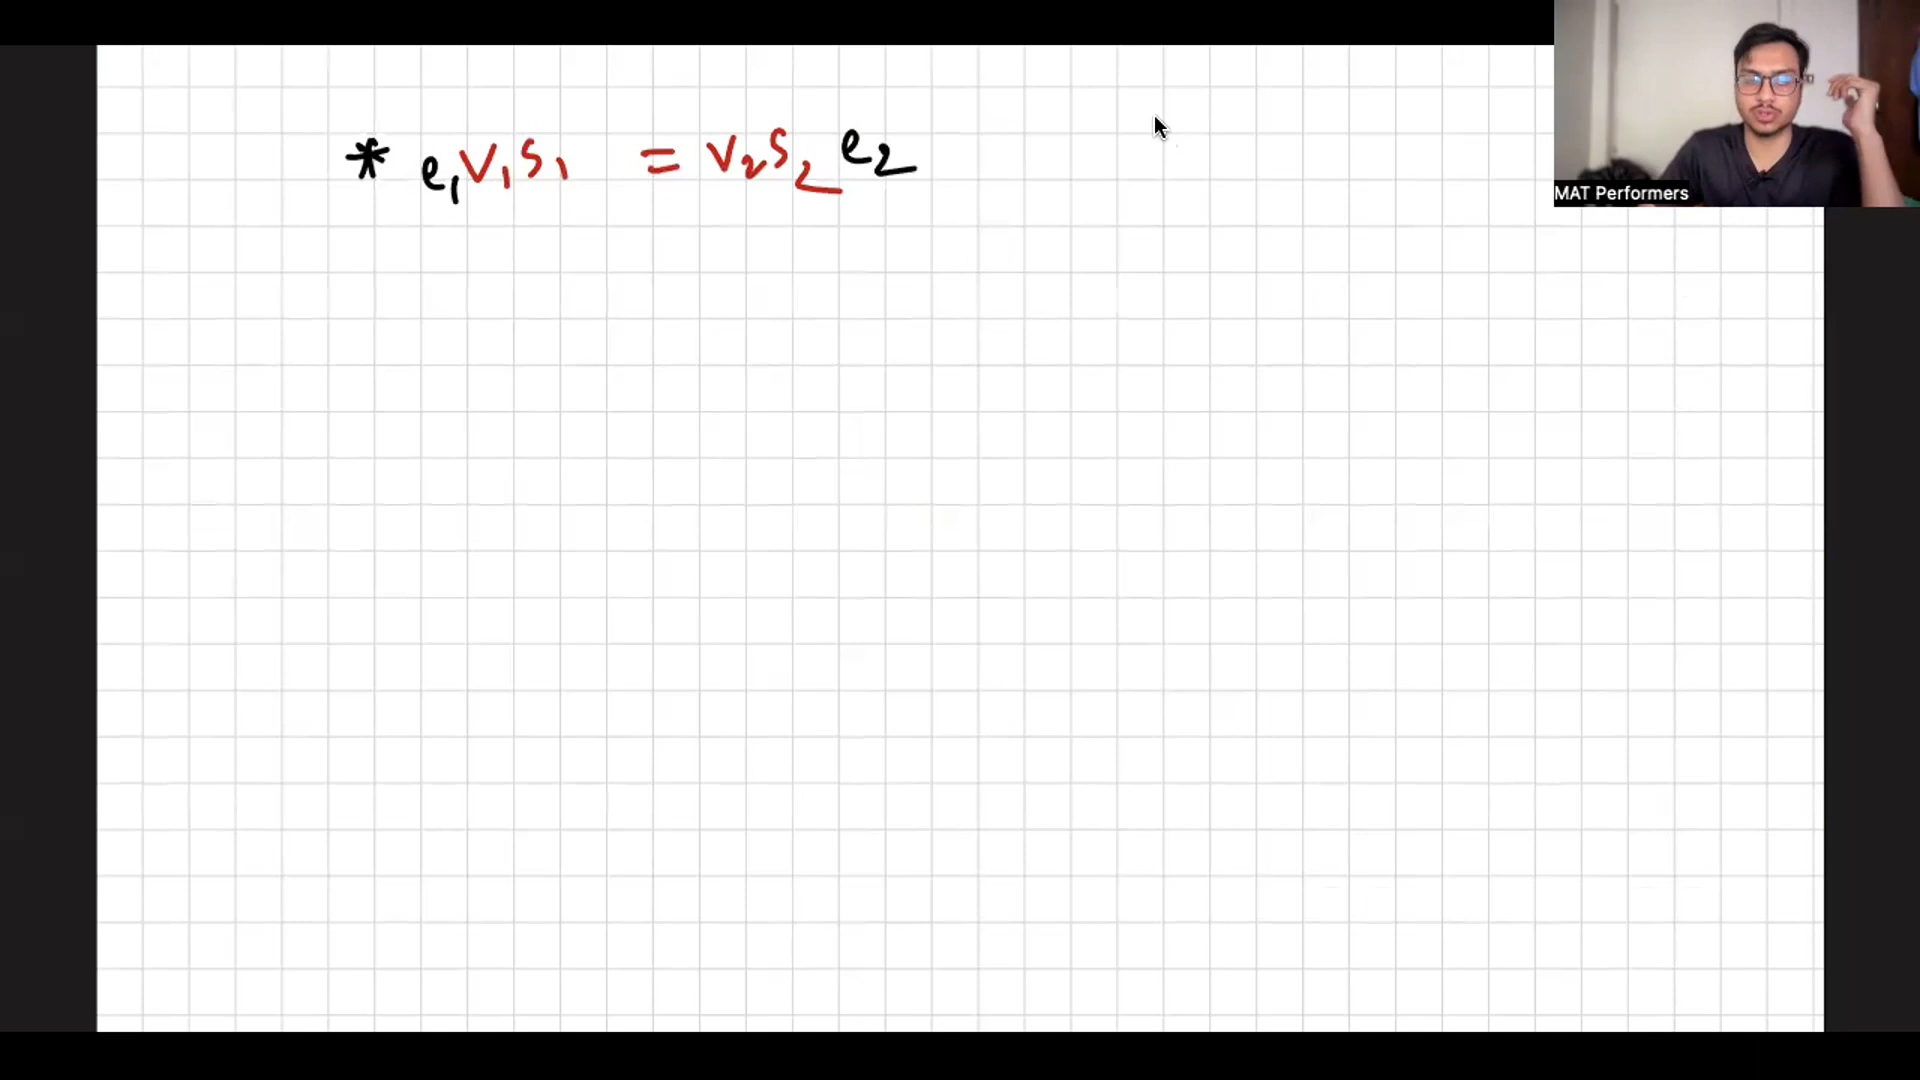 * e₁V₁S₁ = V₂S₂e₂
MAT Performers